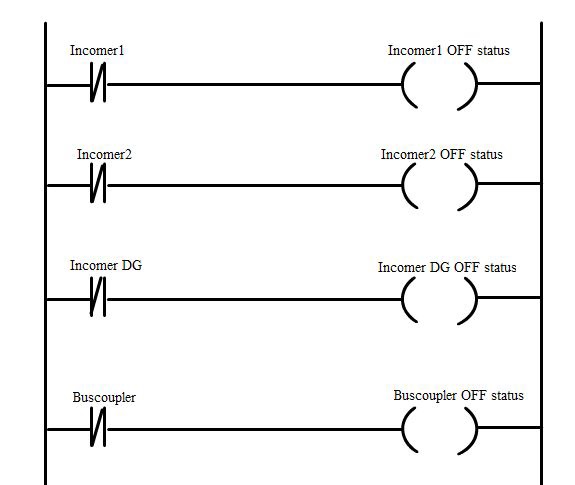 Incomer1
Incomer1 OFF status
Incomer2
Incomer2 OFF status
Incomer DG
Incomer DG OFF status
Buscoupler
Buscoupler OFF status